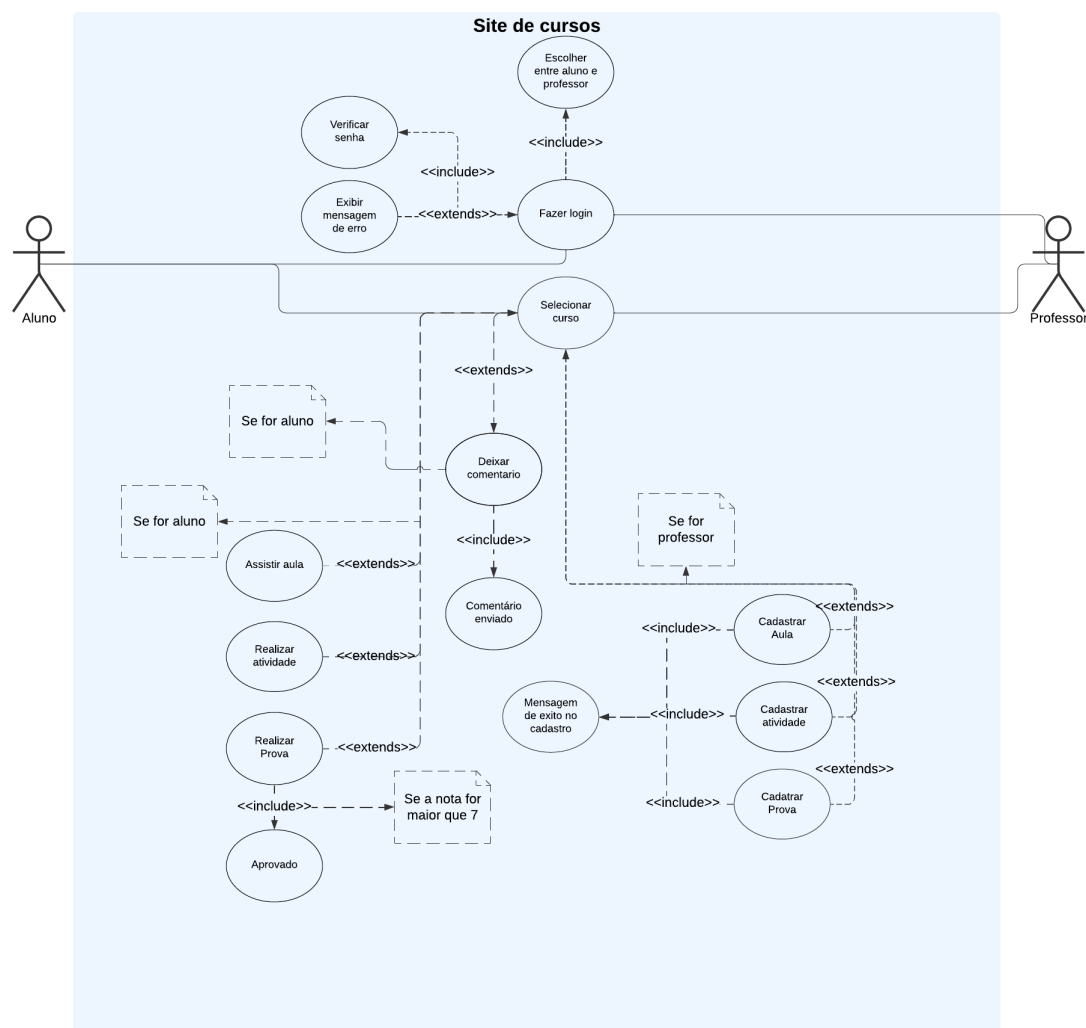 Site de cursos
Escolher
entre aluno e
professor
Verificar
senha
<<include>>
<<include>>
Exibir
mensagem
de erro
<<extends>>
Fazer login
Aluno
Selecionar
curso
Professor
<<extends>>
Se for aluno
Deixar
comentario
Se for aluno
Se for
professor
<<include>>
Assistir aula
<<extends>>
Comentário
enviado
<<extends>>
<<include>>
Cadastrar
Aula
Realizar
atividade
<<extends>>
<<extends>>
Mensagem
de exito no
cadastro
<<include>>
Cadastrar
atividade
Realizar
Prova
<<extends>>
<<extends>>
<<include>>
Se a nota for
maior que 7
<<include>>
Cadatrar
Prova
Aprovado